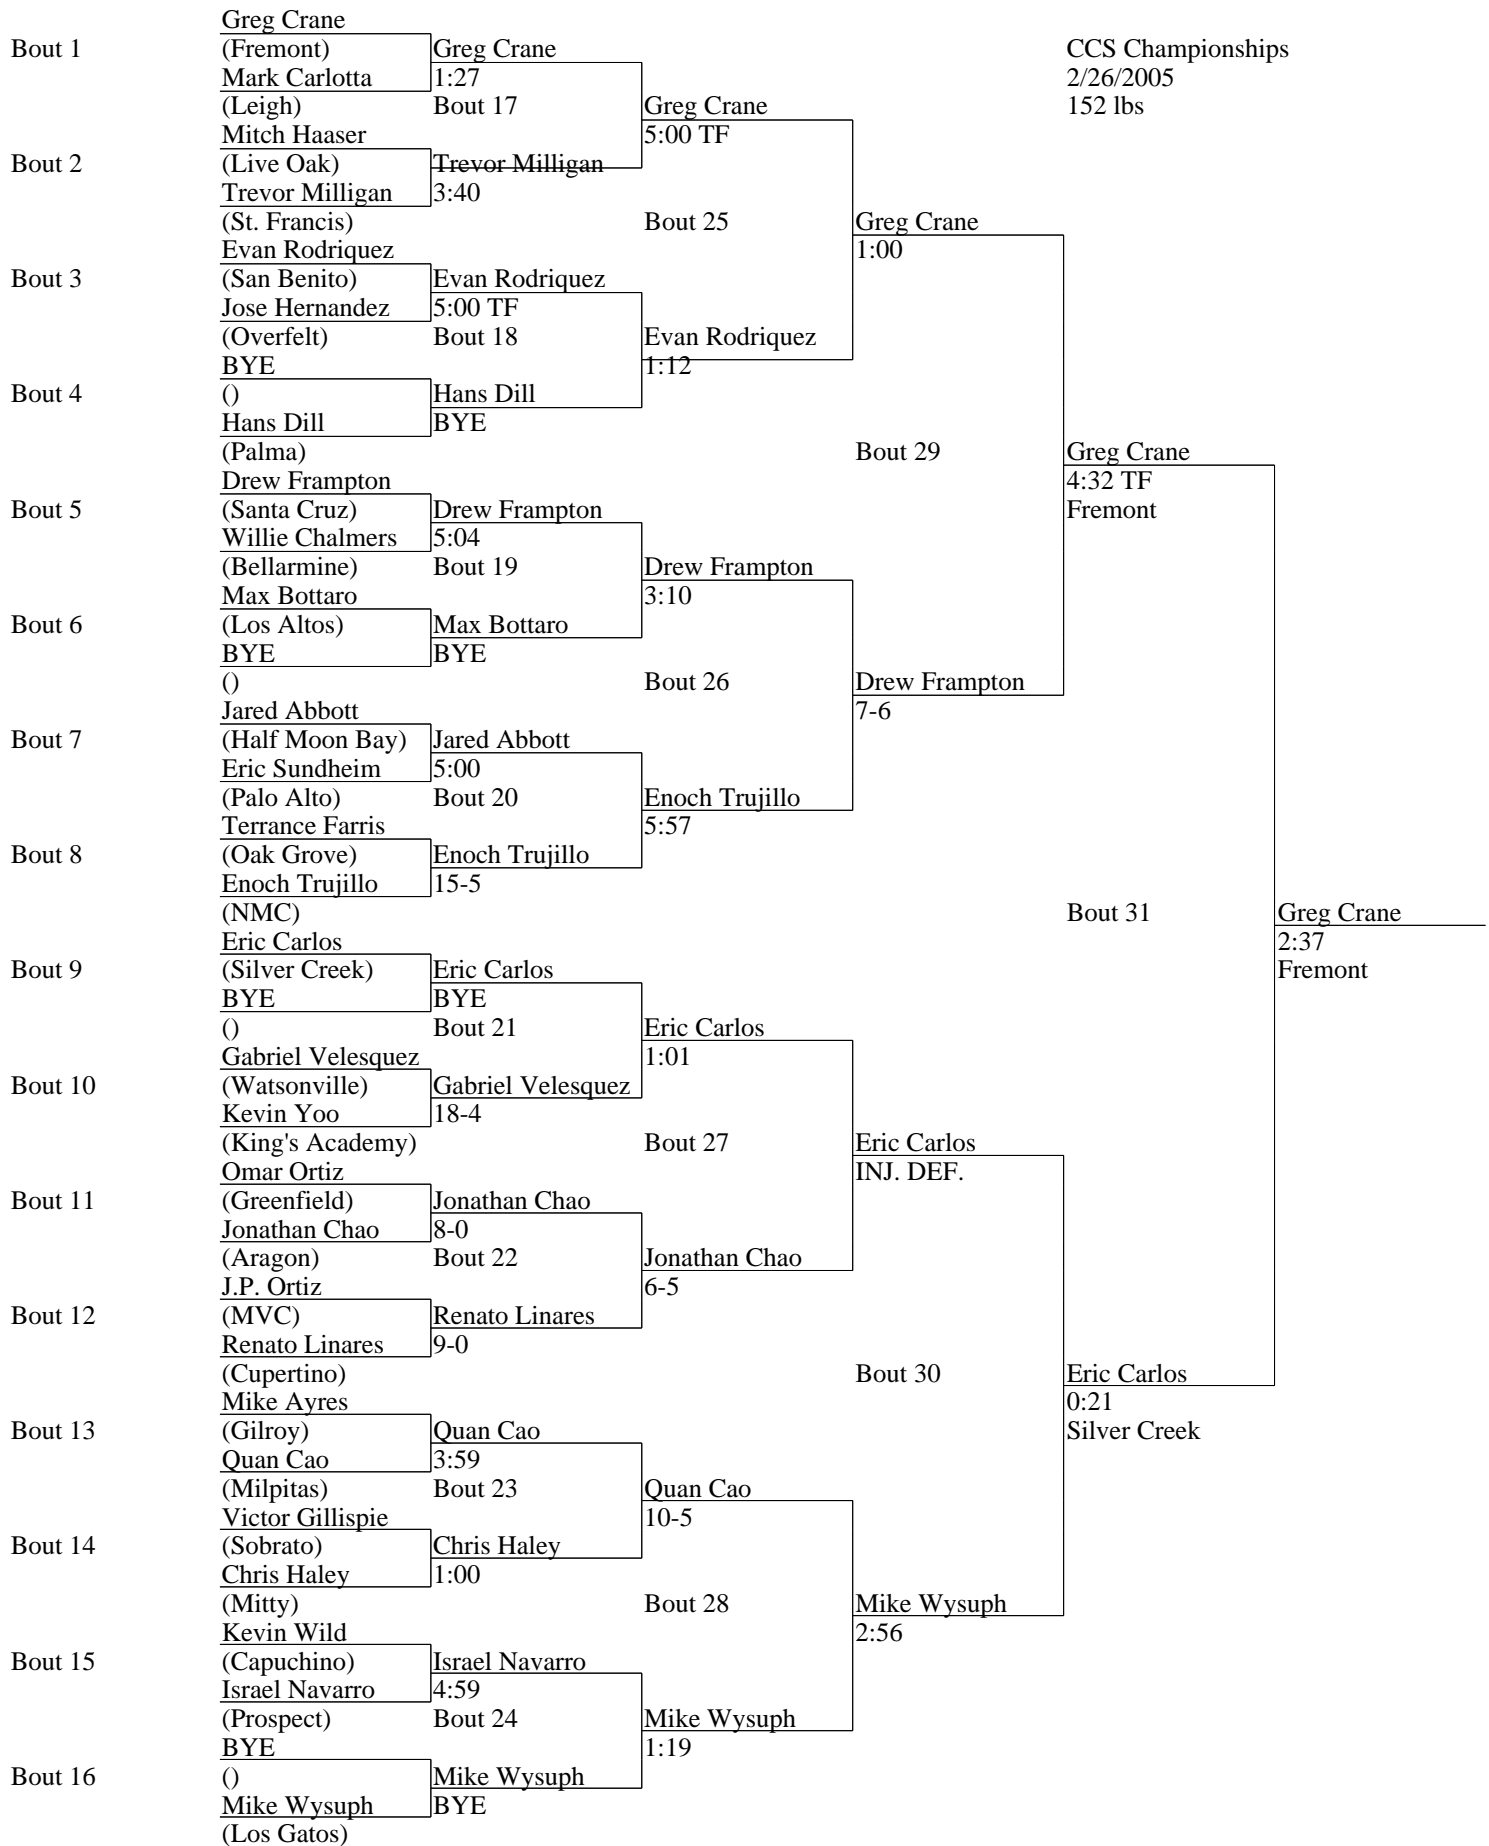 Greg Crane
Bout 1 (Fremont) Greg Crane CCS Championships
Mark Carlotta 1:27 2/26/2005
(Leigh) Bout 17 Greg Crane 152 lbs
Mitch Haaser 5:00 TF
Bout 2 (Live Oak) Trevor Milligan
Trevor Milligan 3:40
(St. Francis) Bout 25 Greg Crane
Evan Rodriquez 1:00
Bout 3 (San Benito) Evan Rodriquez
Jose Hernandez 5:00 TF
(Overfelt) Bout 18 Evan Rodriquez
BYE 1:12
Bout 4 () Hans Dill
Hans Dill BYE
(Palma) Bout 29 Greg Crane
Drew Frampton 4:32 TF
Bout 5 (Santa Cruz) Drew Frampton Fremont
Willie Chalmers 5:04
(Bellarmine) Bout 19 Drew Frampton
Max Bottaro 3:10
Bout 6 (Los Altos) Max Bottaro
BYE BYE
() Bout 26 Drew Frampton
Jared Abbott 7-6
Bout 7 (Half Moon Bay) Jared Abbott
Eric Sundheim 5:00
(Palo Alto) Bout 20 Enoch Trujillo
Terrance Farris 5:57
Bout 8 (Oak Grove) Enoch Trujillo
Enoch Trujillo 15-5
(NMC) Bout 31 Greg Crane
Eric Carlos 2:37
Bout 9 (Silver Creek) Eric Carlos Fremont
BYE BYE
() Bout 21 Eric Carlos
Gabriel Velesquez 1:01
Bout 10 (Watsonville) Gabriel Velesquez
Kevin Yoo 18-4
(King's Academy) Bout 27 Eric Carlos
Omar Ortiz INJ. DEF.
Bout 11 (Greenfield) Jonathan Chao
Jonathan Chao 8-0
(Aragon) Bout 22 Jonathan Chao
J.P. Ortiz 6-5
Bout 12 (MVC) Renato Linares
Renato Linares 9-0
(Cupertino) Bout 30 Eric Carlos
Mike Ayres 0:21
Bout 13 (Gilroy) Quan Cao Silver Creek
Quan Cao 3:59
(Milpitas) Bout 23 Quan Cao
Victor Gillispie 10-5
Bout 14 (Sobrato) Chris Haley
Chris Haley 1:00
(Mitty) Bout 28 Mike Wysuph
Kevin Wild 2:56
Bout 15 (Capuchino) Israel Navarro
Israel Navarro 4:59
(Prospect) Bout 24 Mike Wysuph
BYE 1:19
Bout 16 () Mike Wysuph
Mike Wysuph BYE
(Los Gatos)